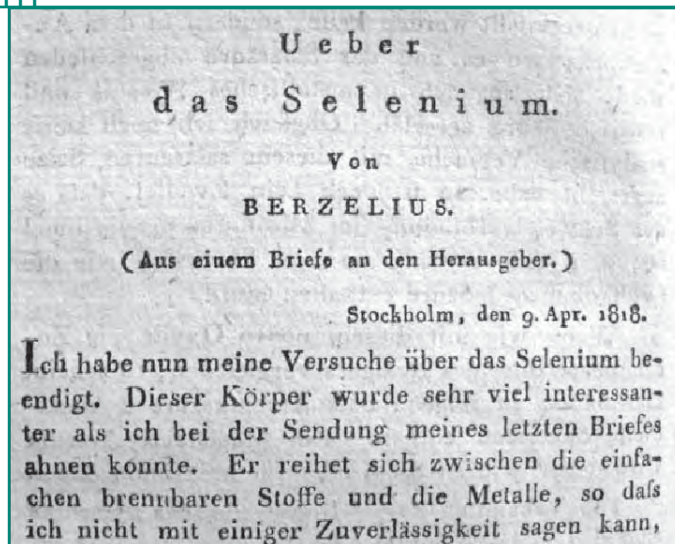 Ueber
das Selenium.
Von
BERZELIUS.
(Aus einem Briefe an den Herausgeber.)
Stockholm, den 9. Apr. 1818.
Ich habe nun meine Versuche über das Selenium be-
endigt. Dieser Körper wurde sehr viel interessan-
ter als ich bei der Sendung meines letzten Briefes
ahnen konnte. Er reihet sich zwischen die einfa-
chen brennbaren Stoffe und die Metalle, so daſs
ich nicht mit einiger Zuverlässigkeit sagen kann,